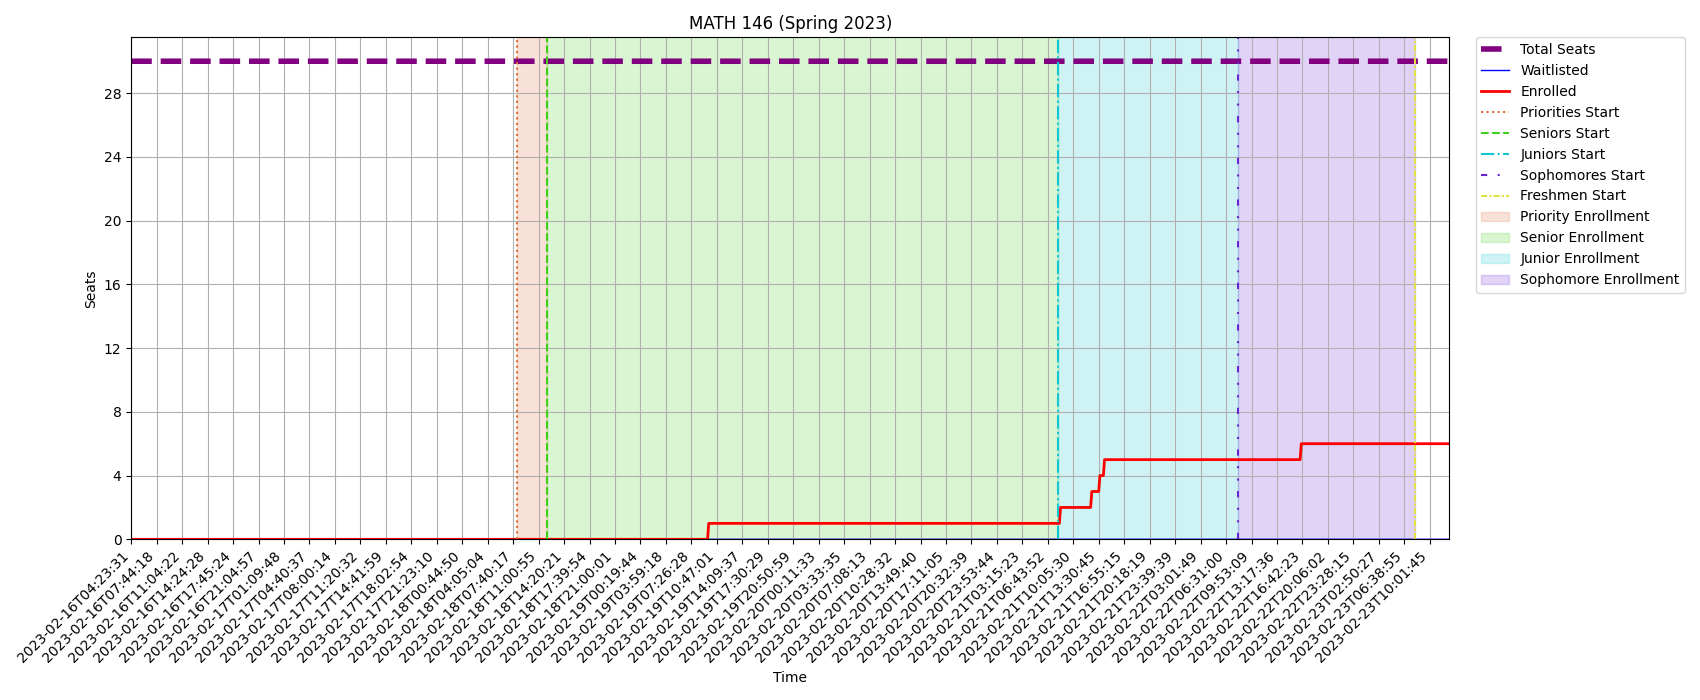 MATH 146 (Spring 2023)
Seats
28
24
20
16
12
8
4
0
2023-02-16T04:23:31
2023-02-16T07:44:18
2023-02-16T11:04:22
2023-02-16T14:24:28
2023-02-16T17:45:24
2023-02-16T21:04:57
2023-02-17T01:09:48
2023-02-17T04:40:37
2023-02-17T08:00:14
2023-02-17T11:20:32
2023-02-17T14:41:59
2023-02-17T18:02:54
2023-02-17T21:23:10
2023-02-18T00:44:50
2023-02-18T04:05:04
2023-02-18T07:40:17
2023-02-18T11:00:55
2023-02-18T14:20:21
2023-02-18T17:39:54
2023-02-18T21:00:01
2023-02-19T00:19:44
2023-02-19T03:59:18
2023-02-19T07:26:28
2023-02-19T10:47:01
2023-02-19T14:09:37
2023-02-19T17:30:29
2023-02-19T20:50:59
2023-02-20T00:11:33
2023-02-20T03:33:35
2023-02-20T07:08:13
2023-02-20T10:28:32
2023-02-20T13:49:40
2023-02-20T17:11:05
2023-02-20T20:32:39
2023-02-20T23:53:44
2023-02-21T03:15:23
2023-02-21T06:43:52
2023-02-21T10:05:30
2023-02-21T13:30:45
2023-02-21T16:55:15
2023-02-21T20:18:19
2023-02-21T23:39:39
2023-02-22T03:01:49
2023-02-22T06:31:00
2023-02-22T09:53:09
2023-02-22T13:17:36
2023-02-22T16:42:23
2023-02-22T20:06:02
2023-02-22T23:28:15
2023-02-23T02:50:27
2023-02-23T06:38:55
2023-02-23T10:01:45
Time
Total Seats
Waitlisted
Enrolled
Priorities Start
Seniors Start
Juniors Start
Sophomores Start
Freshmen Start
Priority Enrollment
Senior Enrollment
Junior Enrollment
Sophomore Enrollment